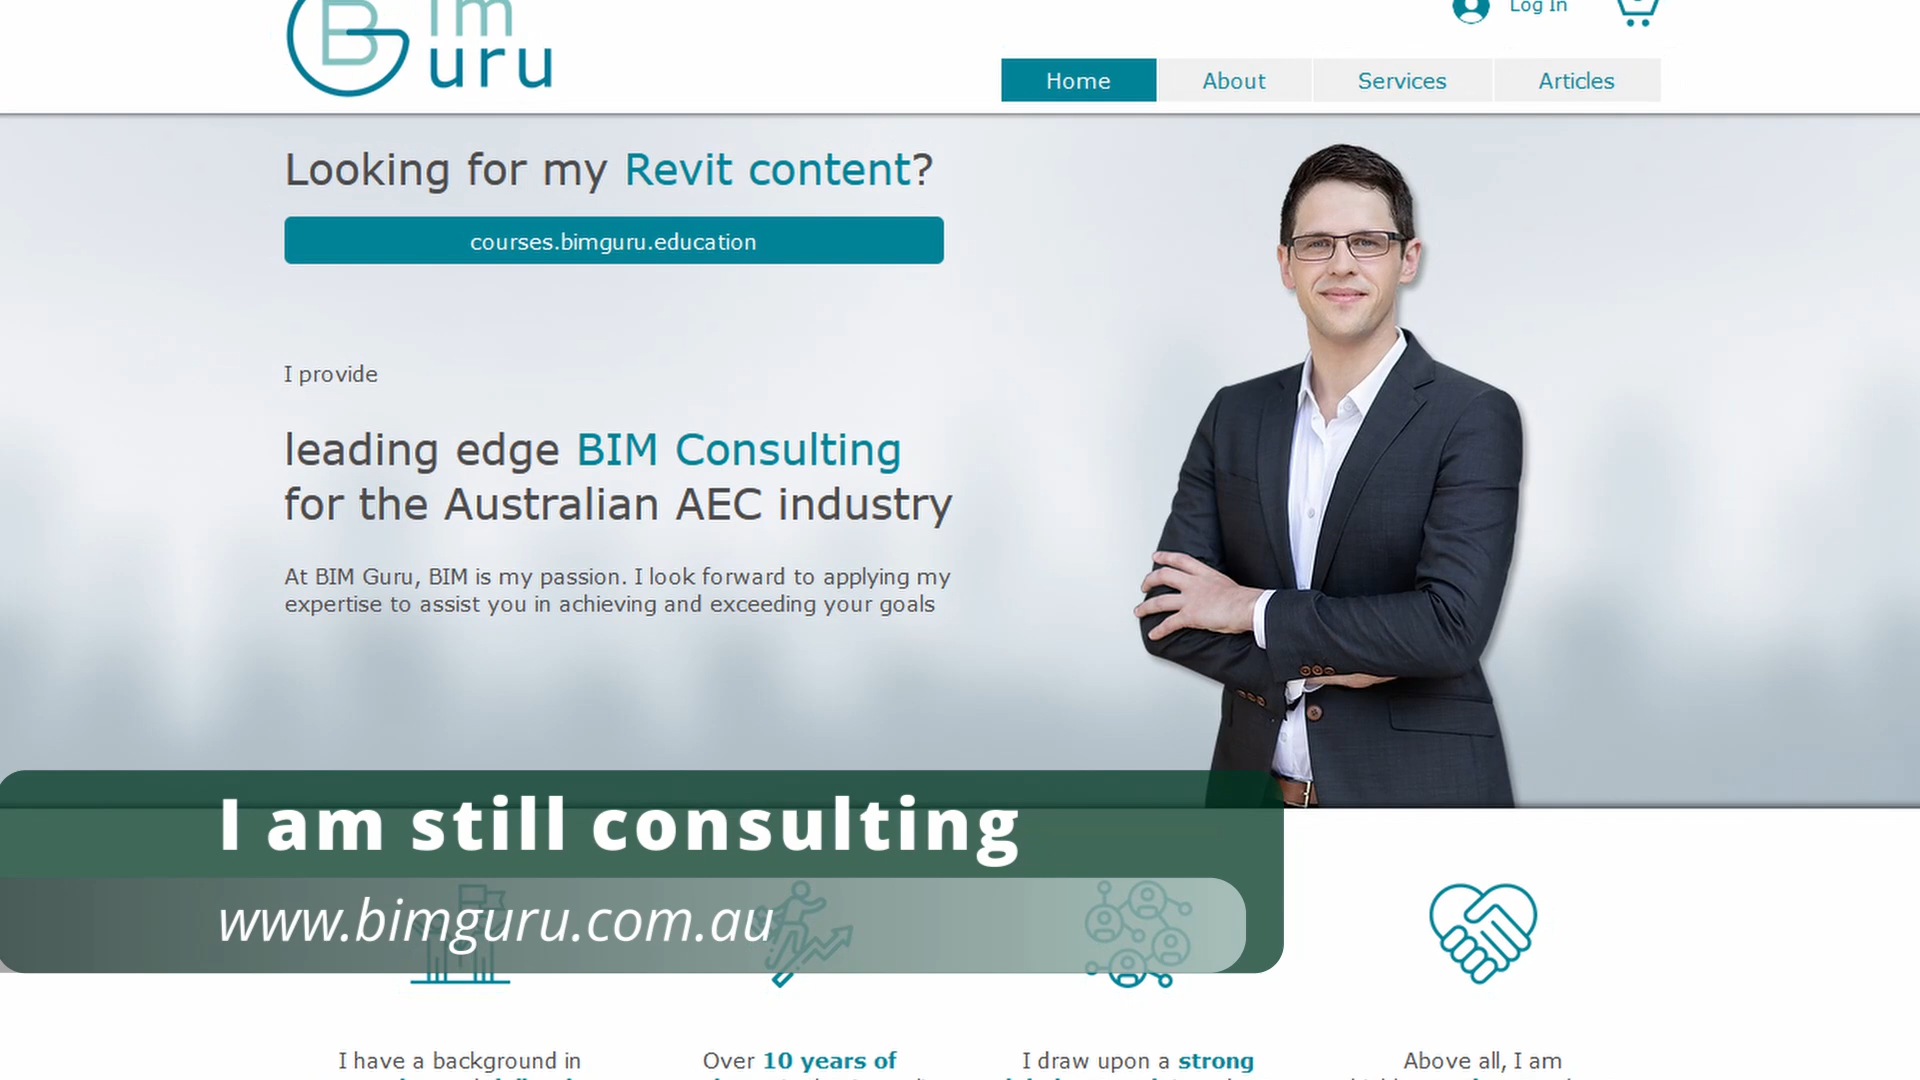 im
BG uru
Log In
Home About Services Articles
Looking for my Revit content?
courses.bimguru.education
I provide
leading edge BIM Consulting
for the Australian AEC industry
At BIM Guru, BIM is my passion. I look forward to applying my
expertise to assist you in achieving and exceeding your goals
I am still consulting
www.bimguru.com.au
I have a background in
Over 10 years of
I draw upon a strong
Above all, I am